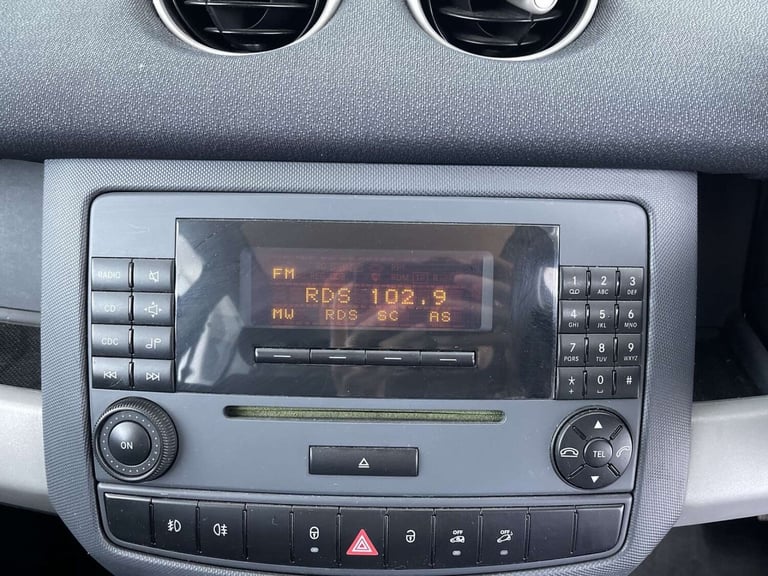 FM
RDS 102.9
MW RDS SC AS
RADIO
CD
CDC
ON
1 2 ABC 3 DEF
4 GHI 5 JKL 6 MNO
7 PQRS 8 TUV 9 WXYZ
* + 0 #
TEL
OFF OFF